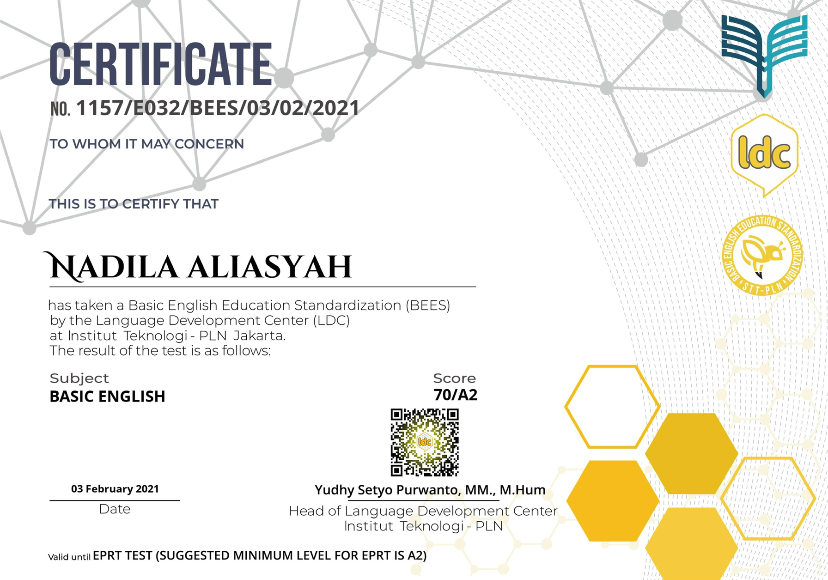 CERTIFICATE
NO. 1157/E032/BEES/03/02/2021
TO WHOM IT MAY CONCERN
THIS IS TO CERTIFY THAT
NADILA ALIASYAH
has taken a Basic English Education Standardization (BEES)
by the Language Development Center (LDC)
at Institut Teknologi - PLN Jakarta.
The result of the test is as follows:
Subject Score
BASIC ENGLISH 70/A2
ldc
03 February 2021 Yudhy Setyo Purwanto, MM., M.Hum
Date Head of Language Development Center
Institut Teknologi - PLN
Valid until EPRT TEST (SUGGESTED MINIMUM LEVEL FOR EPRT IS A2)
ldc
BASIC ENGLISH EDUCATION STANDARDIZATION
STT-PLN